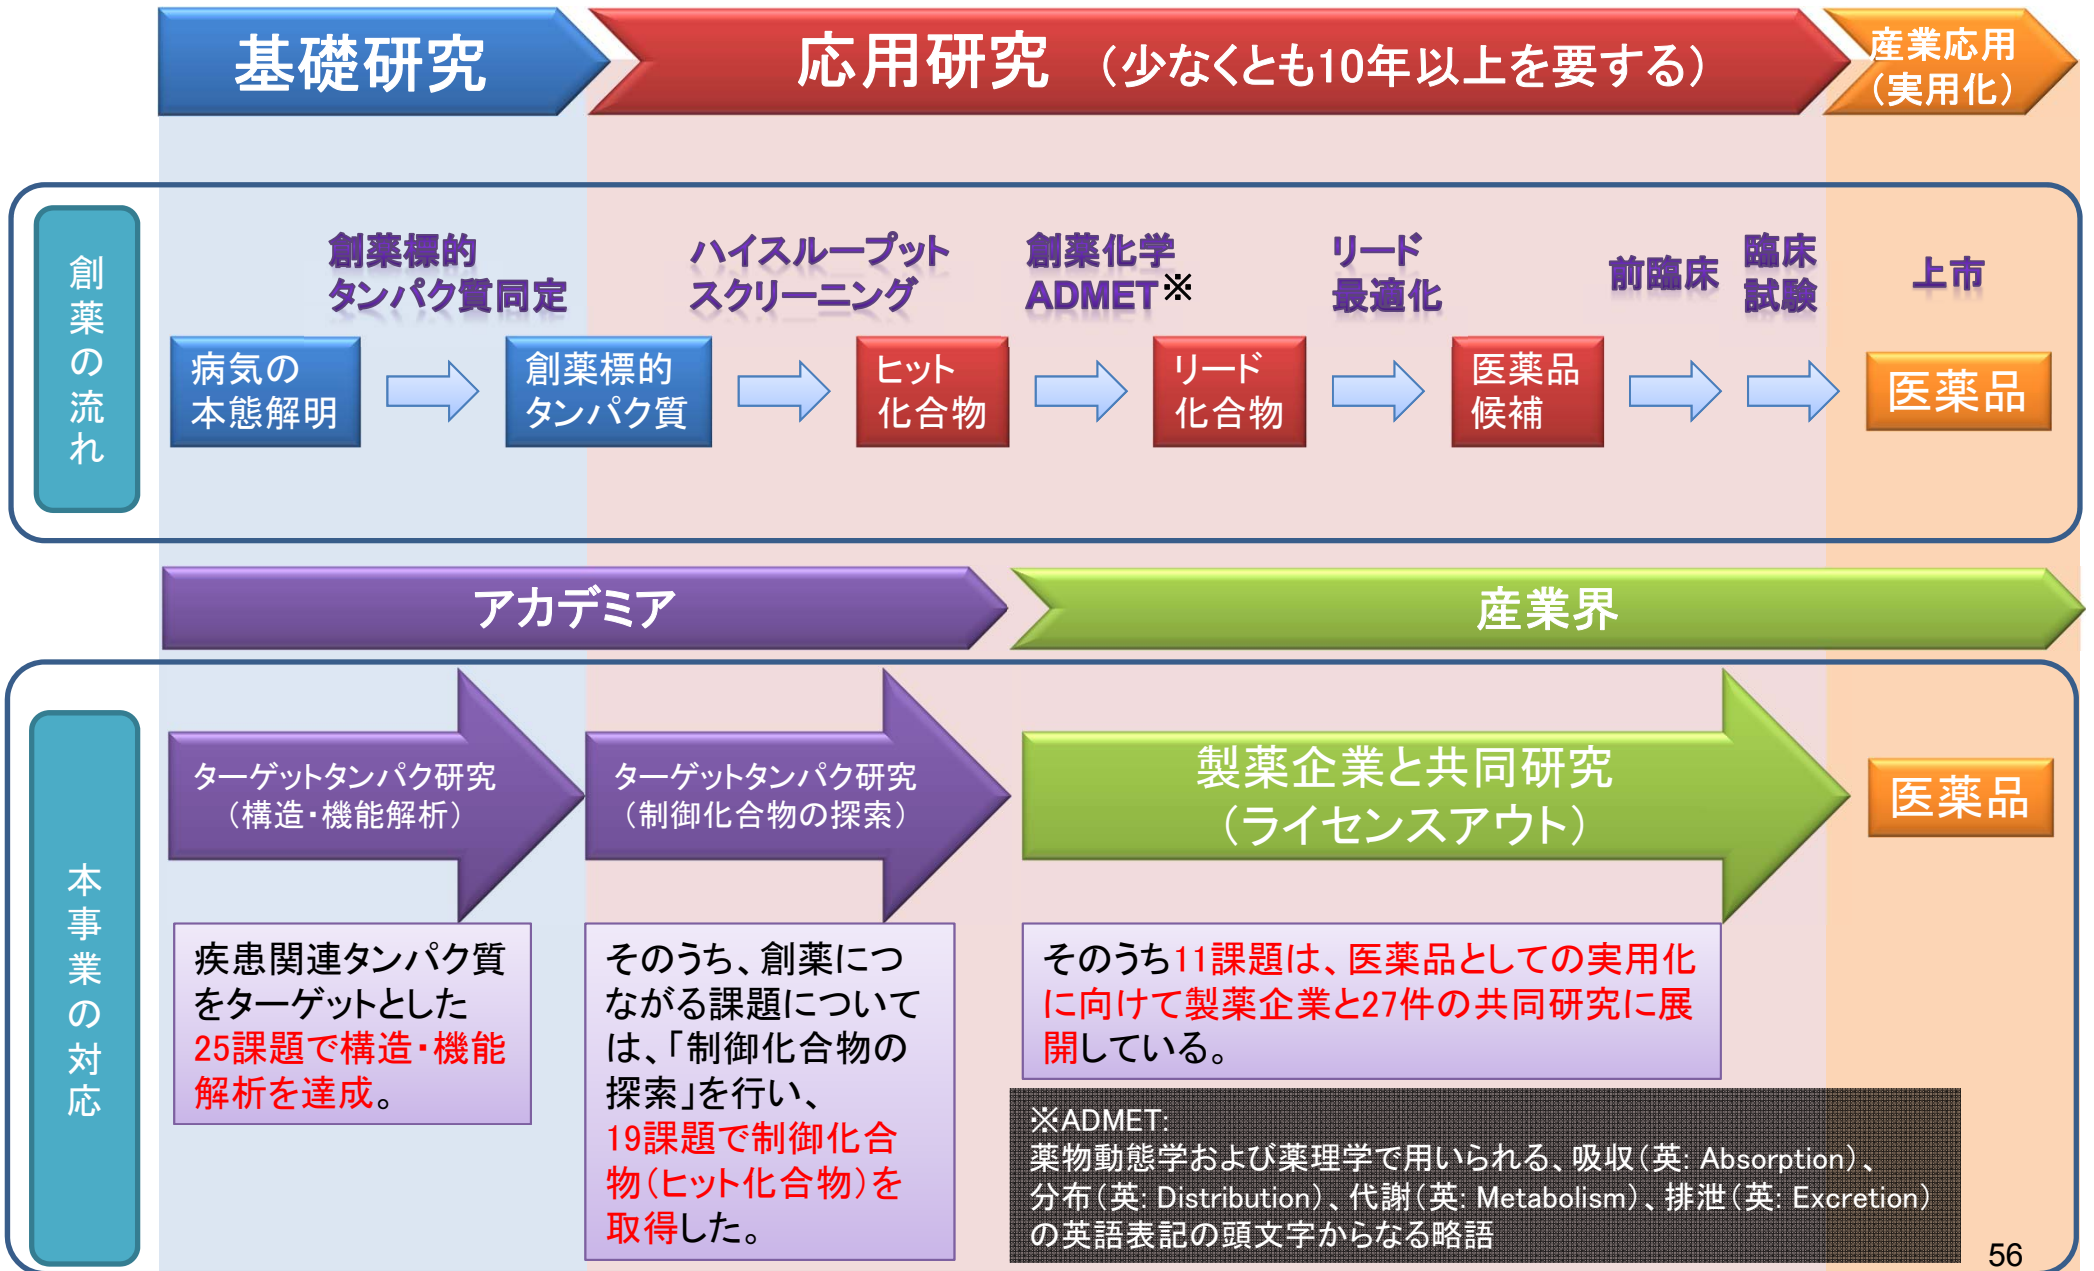 基礎研究
応用研究 （少なくとも10年以上を要する）
産業応用
（実用化）
創薬の流れ
創薬標的
タンパク質同定
ハイスループット
スクリーニング
創薬化学
ADMET※
リード
最適化
前臨床
臨床
試験
上市
病気の
本態解明
創薬標的
タンパク質
ヒット
化合物
リード
化合物
医薬品
候補
医薬品
アカデミア
産業界
本事業の対応
ターゲットタンパク研究
（構造・機能解析）
ターゲットタンパク研究
（制御化合物の探索）
製薬企業と共同研究
（ライセンスアウト）
医薬品
疾患関連タンパク質
をターゲットとした
25課題で構造・機能
解析を達成。
そのうち、創薬につ
ながる課題について
は、「制御化合物の
探索」を行い、
19課題で制御化合
物（ヒット化合物）を
取得した。
そのうち11課題は、医薬品としての実用化
に向けて製薬企業と27件の共同研究に展
開している。
※ADMET:
薬物動態学および薬理学で用いられる、吸収（英: Absorption）、
分布（英: Distribution）、代謝（英: Metabolism）、排泄（英: Excretion）
の英語表記の頭文字からなる略語
56